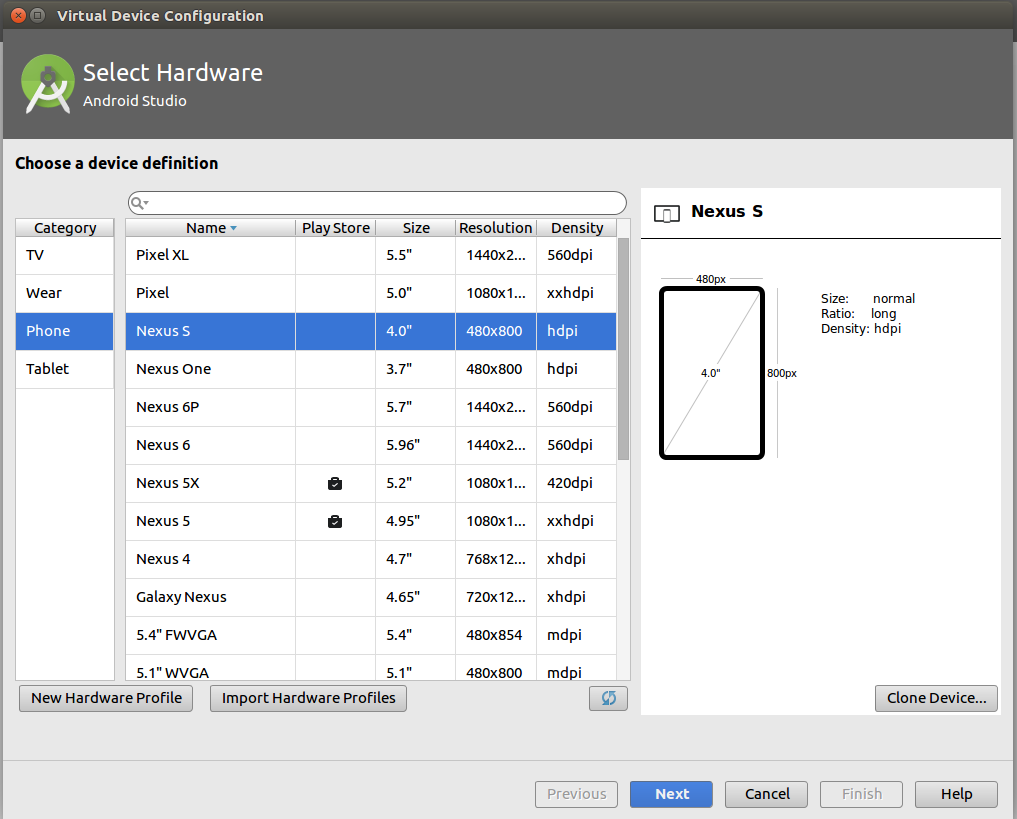 Virtual Device Configuration
Select Hardware
Android Studio
Choose a device definition
Category
TV
Wear
Phone
Tablet
Name Play Store Size Resolution Density
Pixel XL 5.5" 1440x2... 560dpi
Pixel 5.0" 1080x1... xxhdpi
Nexus S 4.0" 480x800 hdpi
Nexus One 3.7" 480x800 hdpi
Nexus 6P 5.7" 1440x2... 560dpi
Nexus 6 5.96" 1440x2... 560dpi
Nexus 5X 5.2" 1080x1... 420dpi
Nexus 5 4.95" 1080x1... xxhdpi
Nexus 4 4.7" 768x12... xhdpi
Galaxy Nexus 4.65" 720x12... xhdpi
5.4" FWVGA 5.4" 480x854 mdpi
5.1" WVGA 5.1" 480x800 mdpi
New Hardware Profile Import Hardware Profiles
Nexus S
480px
4.0"
800px
Size: normal
Ratio: long
Density: hdpi
Clone Device...
Previous Next Cancel Finish Help